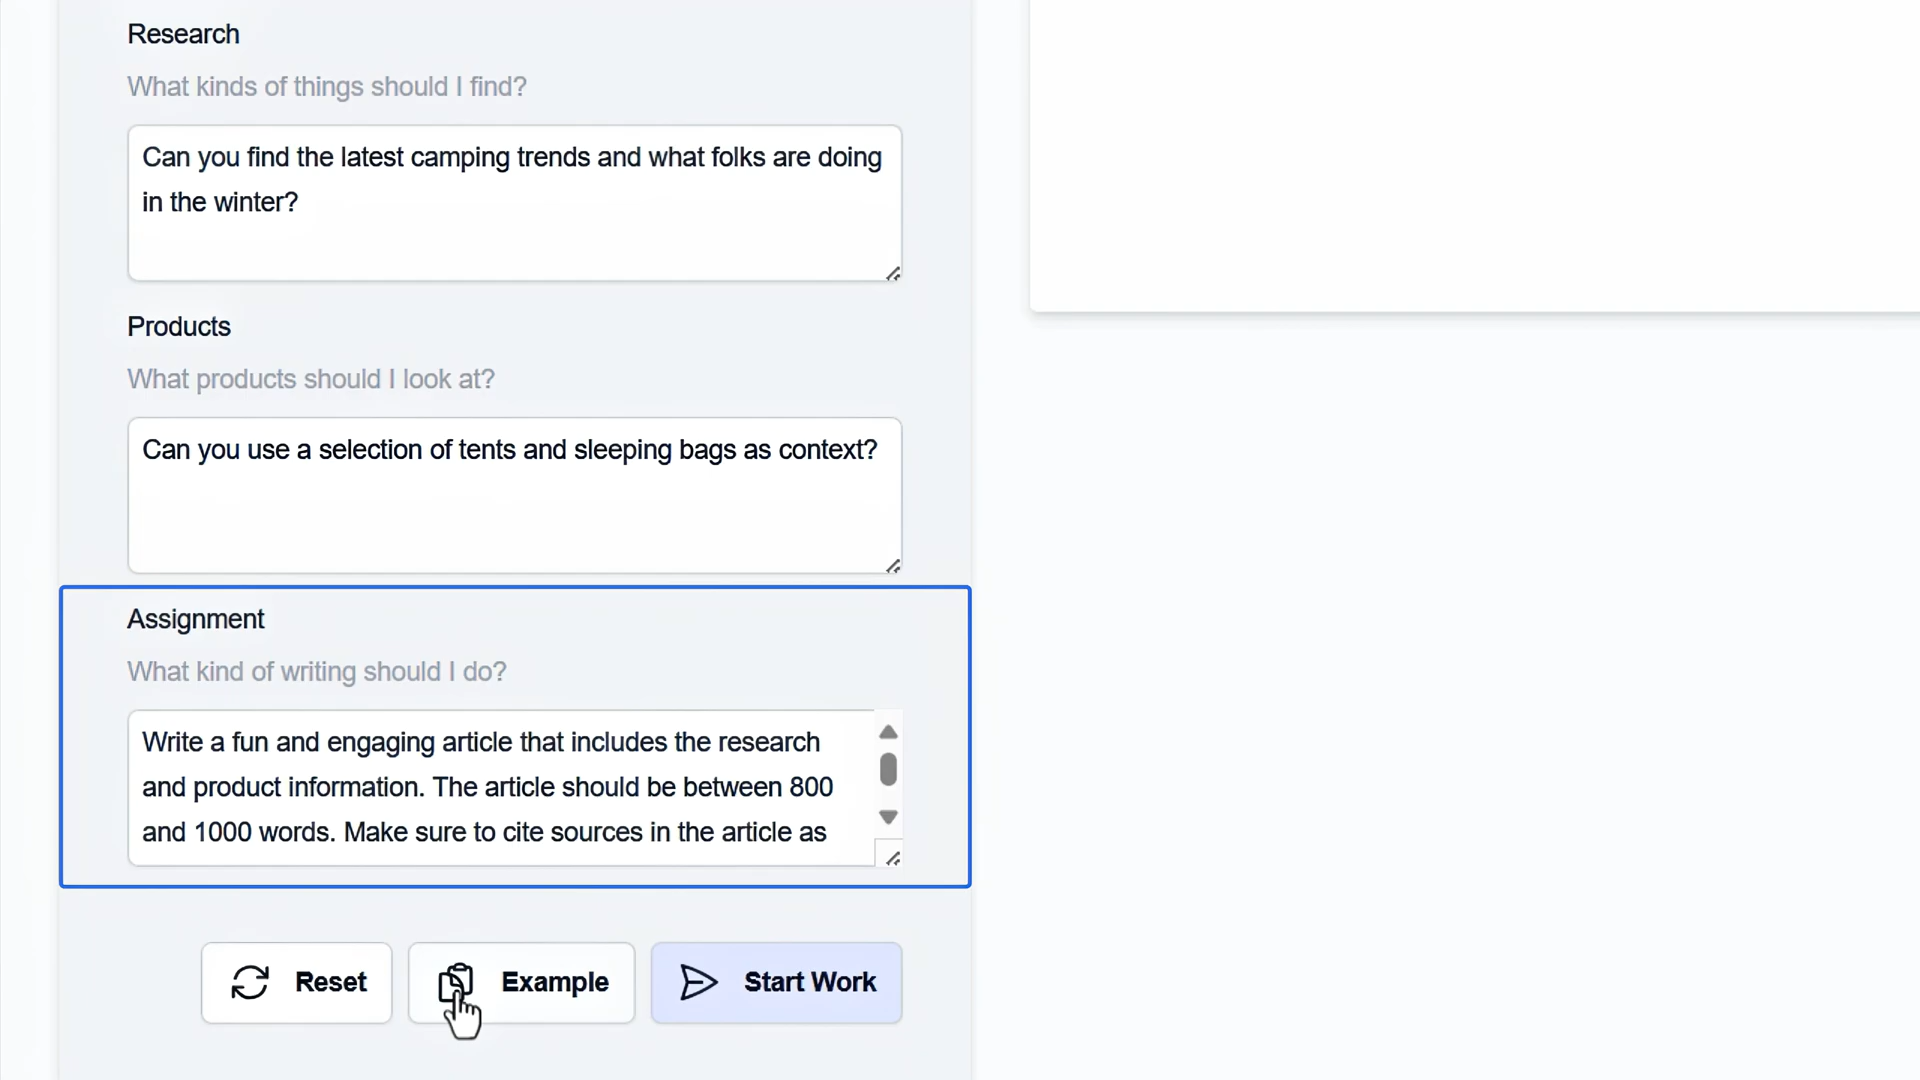 Research
What kinds of things should I find?
Can you find the latest camping trends and what folks are doing
in the winter?
Products
What products should I look at?
Can you use a selection of tents and sleeping bags as context?
Assignment
What kind of writing should I do?
Write a fun and engaging article that includes the research
and product information. The article should be between 800
and 1000 words. Make sure to cite sources in the article as
Reset
Example
Start Work